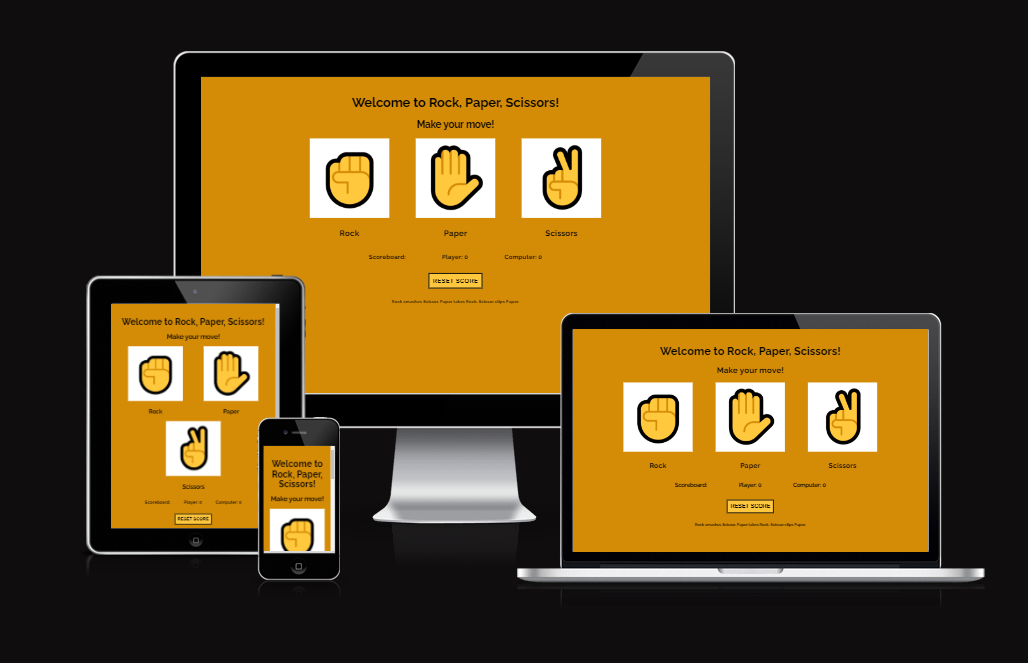 Welcome to Rock, Paper, Scissors!
Make your move!
Rock Paper Scissors
Scoreboard: Player: 0 Computer: 0
RESET SCORE
Rock smashes Scissor. Paper takes Rock. Scissor clips Paper.
Welcome to Rock, Paper, Scissors!
Make your move!
Rock Paper
Scissors
Scoreboard: Player: 0 Computer: 0
RESET SCORE
Welcome to
Rock, Paper,
Scissors!
Make your move!
Welcome to Rock, Paper, Scissors!
Make your move!
Rock Paper Scissors
Scoreboard: Player: 0 Computer: 0
RESET SCORE
Rock smashes Scissor. Paper takes Rock. Scissor clips Paper.